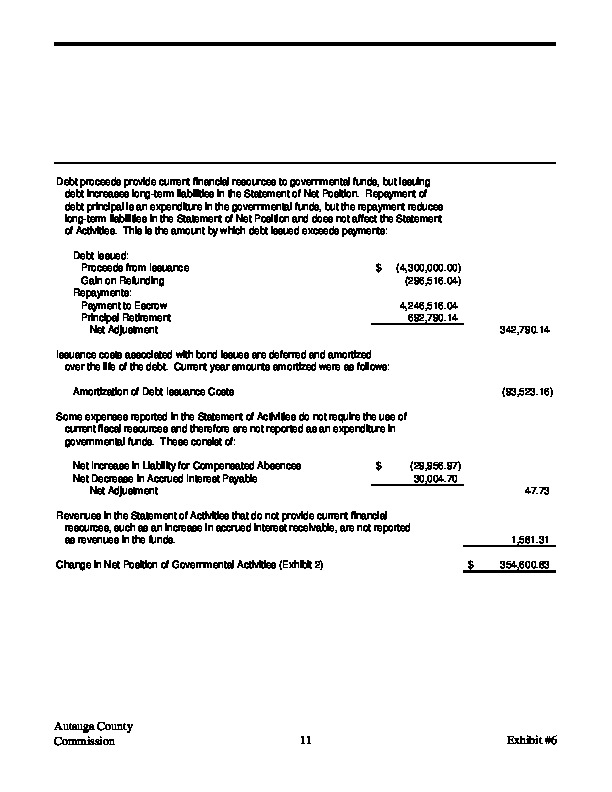 Debt proceeds provide current financial resources to governmental funds, but issuing
debt increases long-term liabilities in the Statement of Net Position. Repayment of
debt principal is an expenditure in the governmental funds, but the repayment reduces
long-term liabilities in the Statement of Net Position and does not affect the Statement
of Activities. This is the amount by which debt issued exceeds payments:
Debt Issued:
Proceeds from Issuance $ (4,300,000.00)
Gain on Refunding (296,516.04)
Repayments:
Payment to Escrow 4,246,516.04
Principal Retirement 692,790.14
Net Adjustment 342,790.14
Issuance costs associated with bond issues are deferred and amortized
over the life of the debt. Current year amounts amortized were as follows:
Amortization of Debt Issuance Costs (93,523.16)
Some expenses reported in the Statement of Activities do not require the use of
current fiscal resources and therefore are not reported as an expenditure in
governmental funds. These consist of:
Net Increase in Liability for Compensated Absences $ (29,956.97)
Net Decrease in Accrued Interest Payable 30,004.70
Net Adjustment 47.73
Revenues in the Statement of Activities that do not provide current financial
resources, such as an increase in accrued interest receivable, are not reported
as revenues in the funds. 1,561.31
Change in Net Position of Governmental Activities (Exhibit 2) $ 354,600.63
Autauga County
Commission 11 Exhibit #6